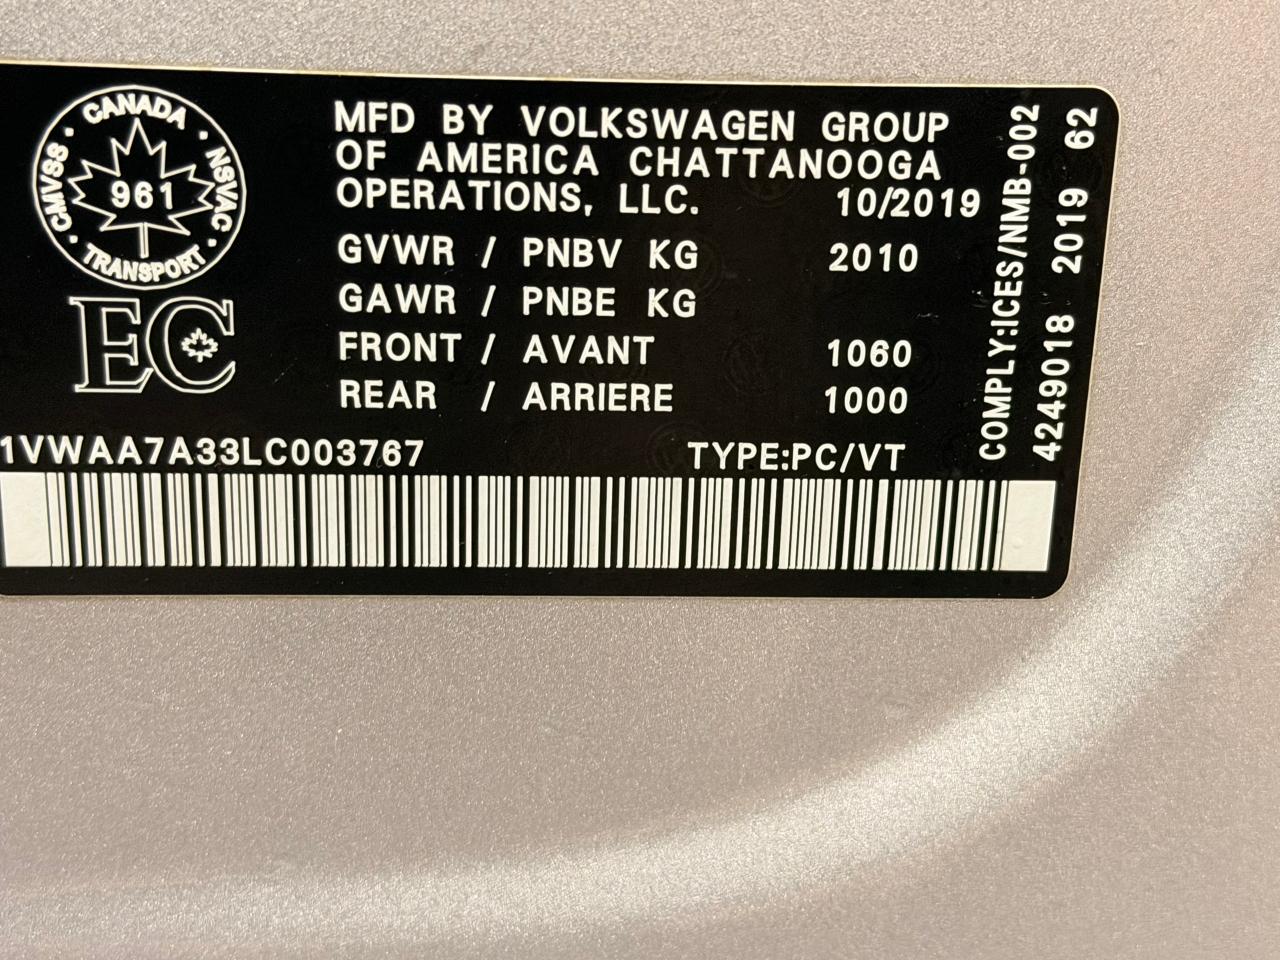 CANADA
CMVSS · NSVAC
961
TRANSPORT
EC
MFD BY VOLKSWAGEN GROUP
OF AMERICA CHATTANOOGA
OPERATIONS, LLC. 10/2019
GVWR / PNBV KG 2010
GAWR / PNBE KG
FRONT / AVANT 1060
REAR / ARRIERE 1000
1VWAA7A33LC003767 TYPE:PC/VT
COMPLY:ICES/NMB-002
4249018 2019 62